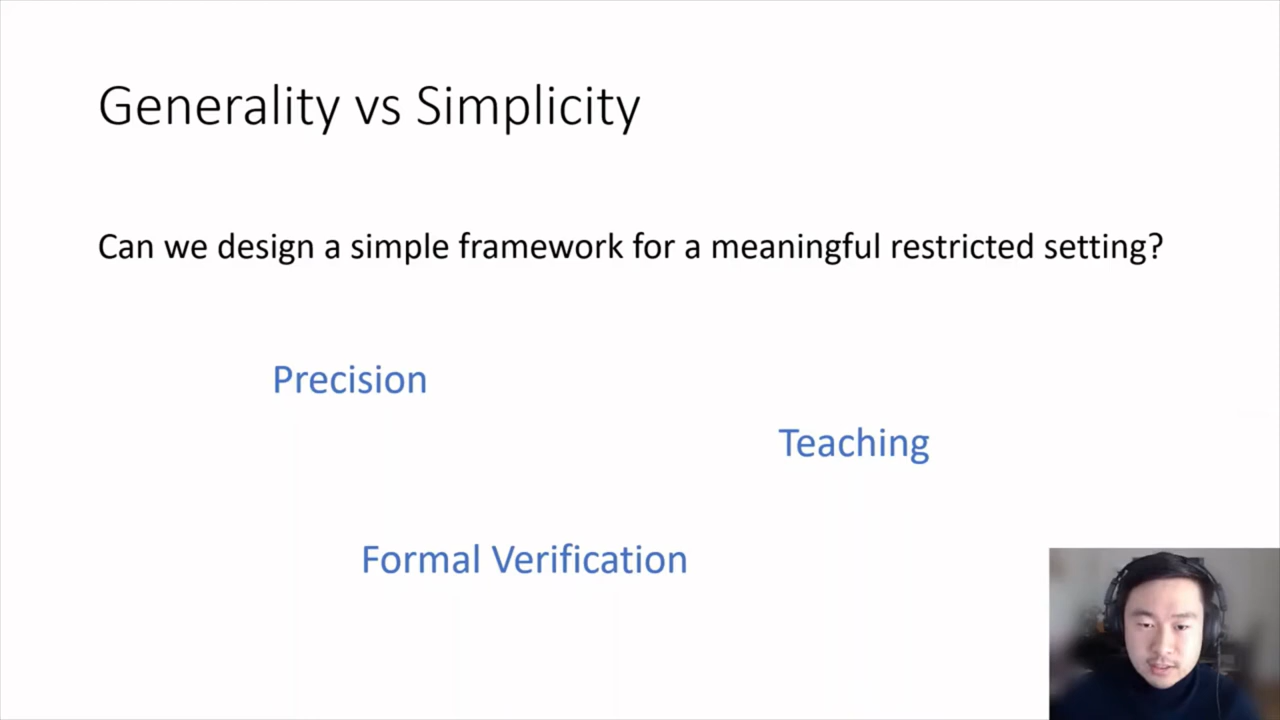 Generality vs Simplicity
Can we design a simple framework for a meaningful restricted setting?
Precision
Teaching
Formal Verification